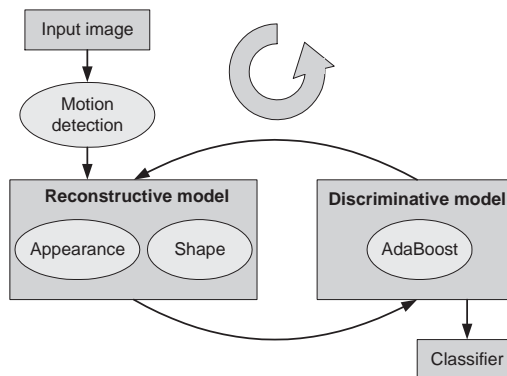 Input image
Motion
detection
Reconstructive model
Appearance
Shape
Discriminative model
AdaBoost
Classifier